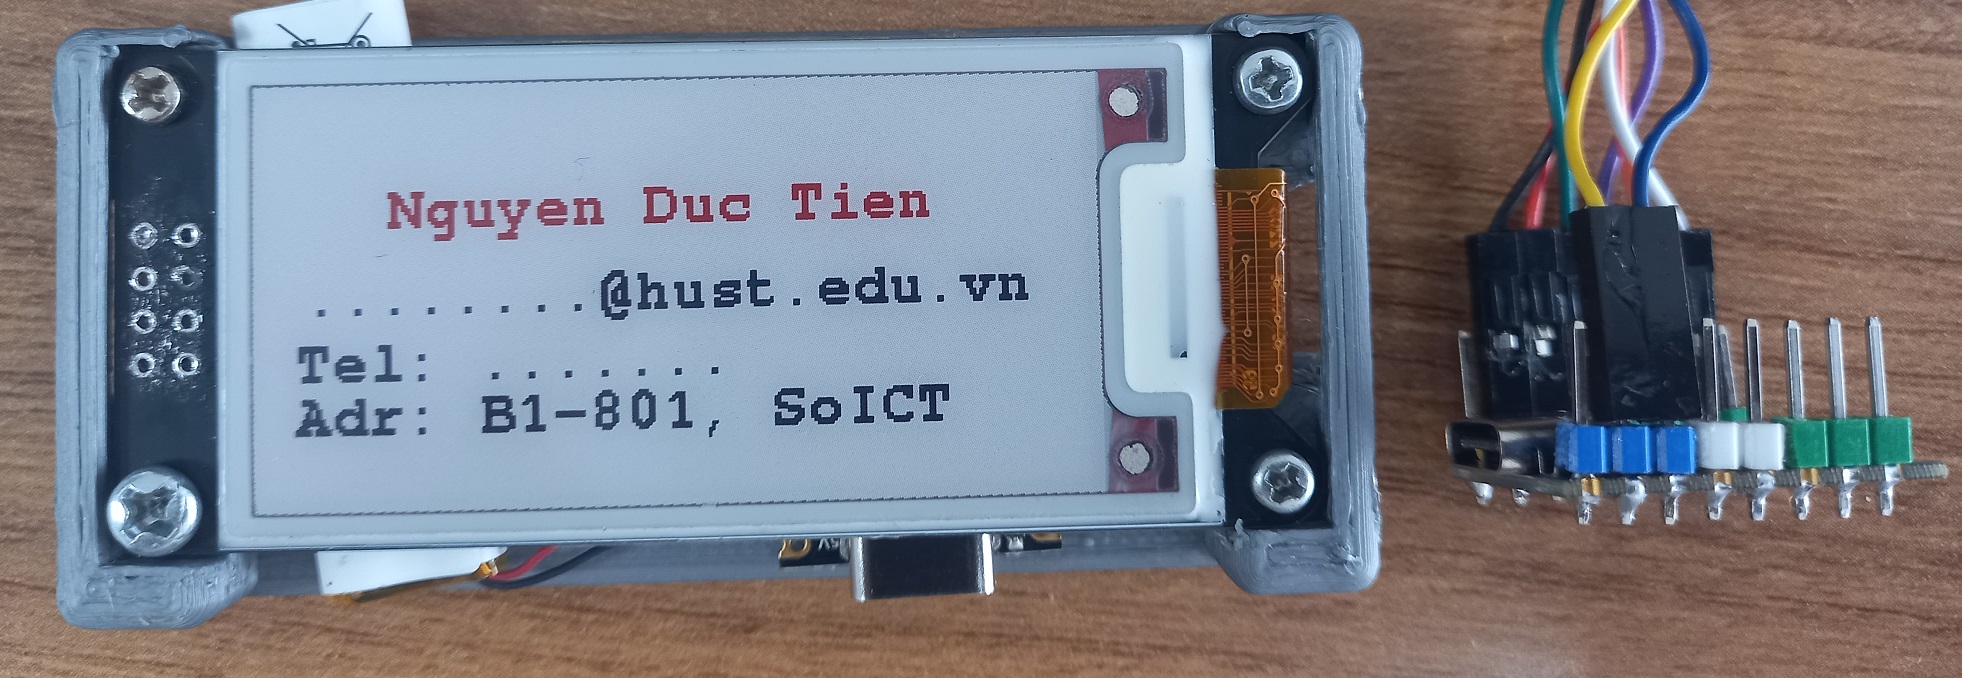 Nguyen Duc Tien
........@hust.edu.vn
Tel: .......
Adr: B1-801, SoICT